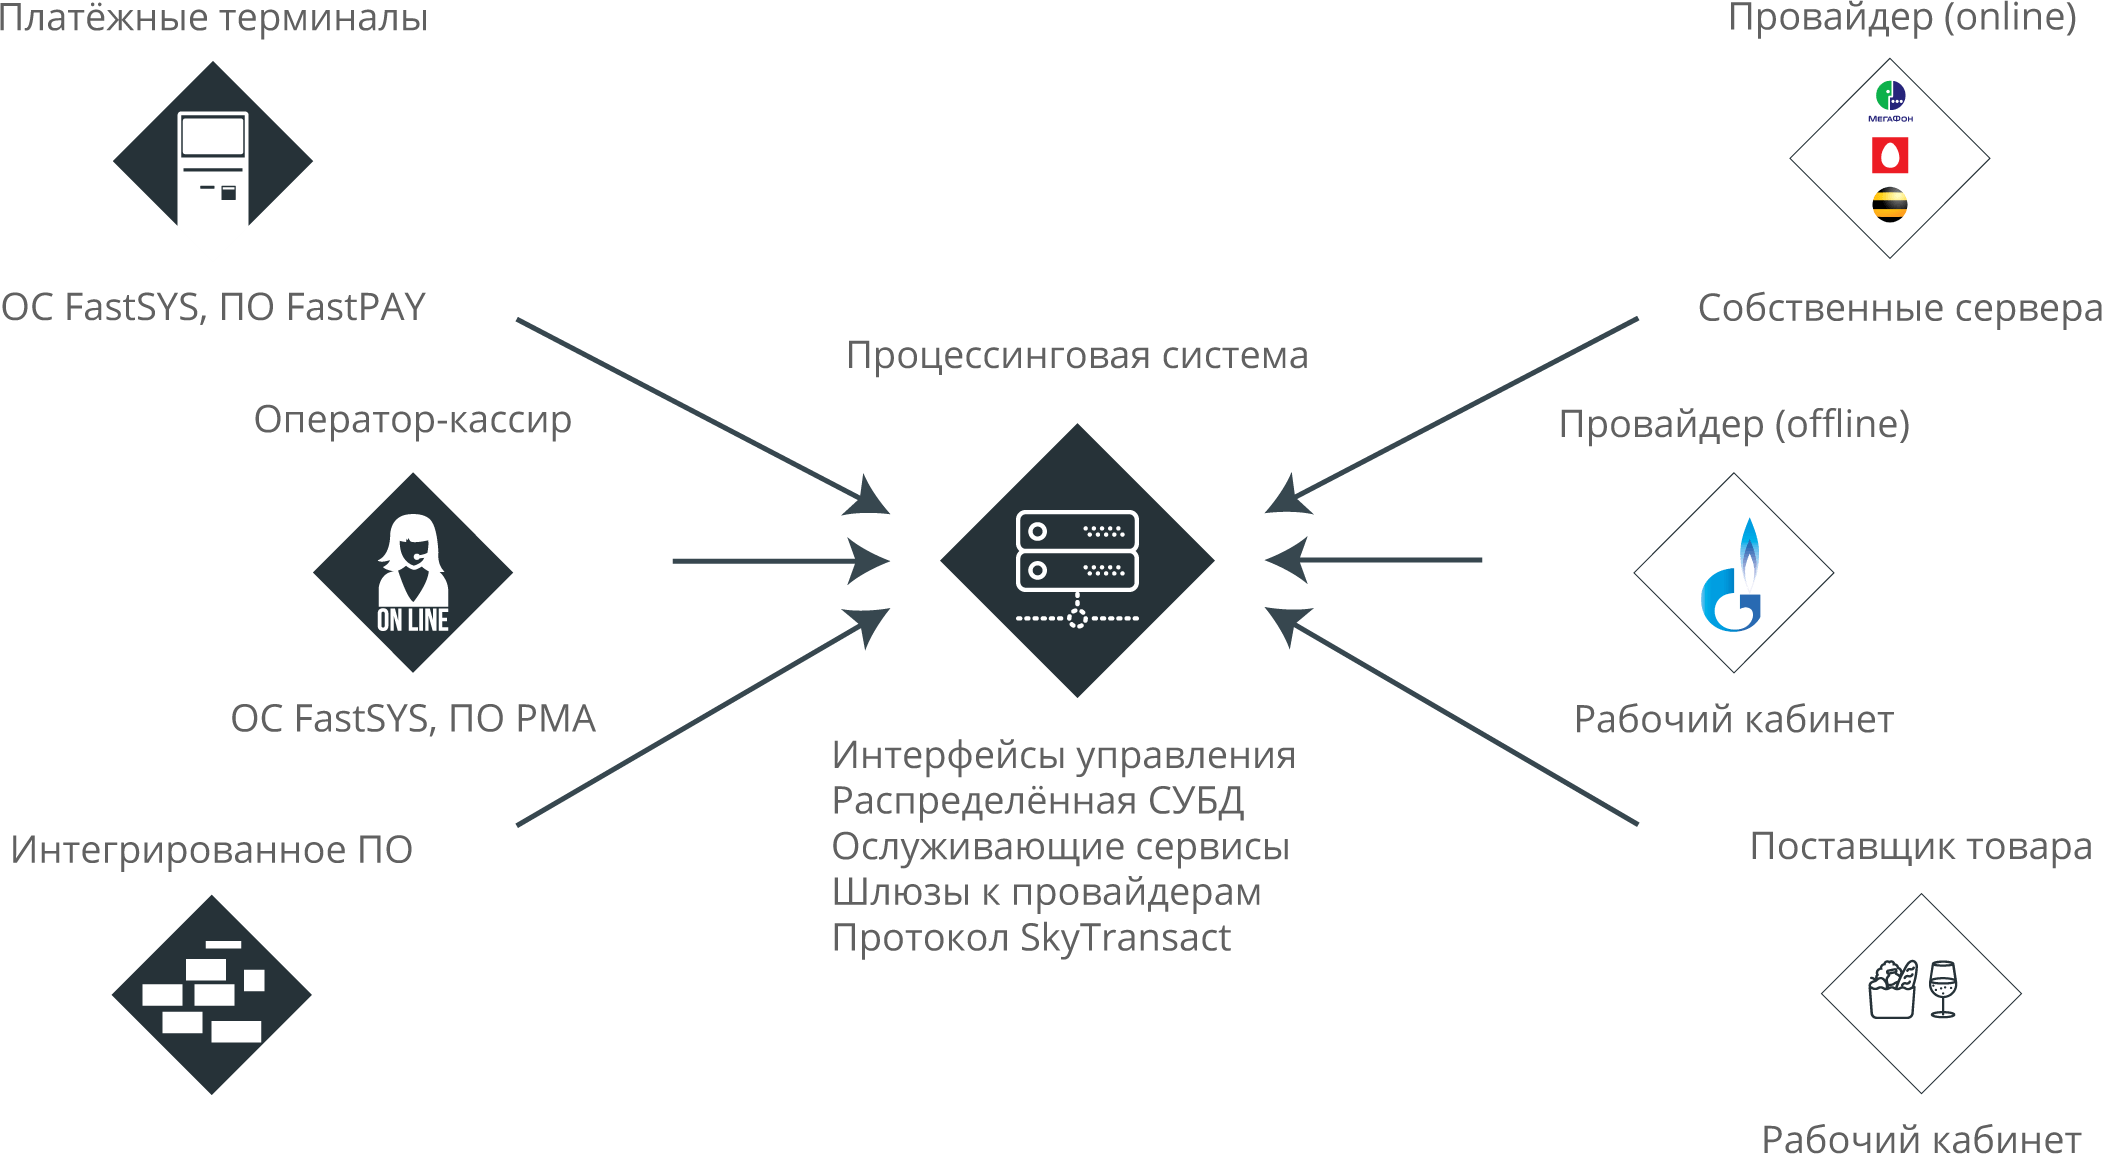 Платёжные терминалы
ОС FastSYS, ПО FastPAY
Оператор-кассир
ON LINE
ОС FastSYS, ПО РМА
Интегрированное ПО
Процессинговая система
Интерфейсы управления
Распределённая СУБД
Ослуживающие сервисы
Шлюзы к провайдерам
Протокол SkyTransact
Провайдер (online)
МЕГАФОН
Собственные сервера
Провайдер (offline)
Рабочий кабинет
Поставщик товара
Рабочий кабинет